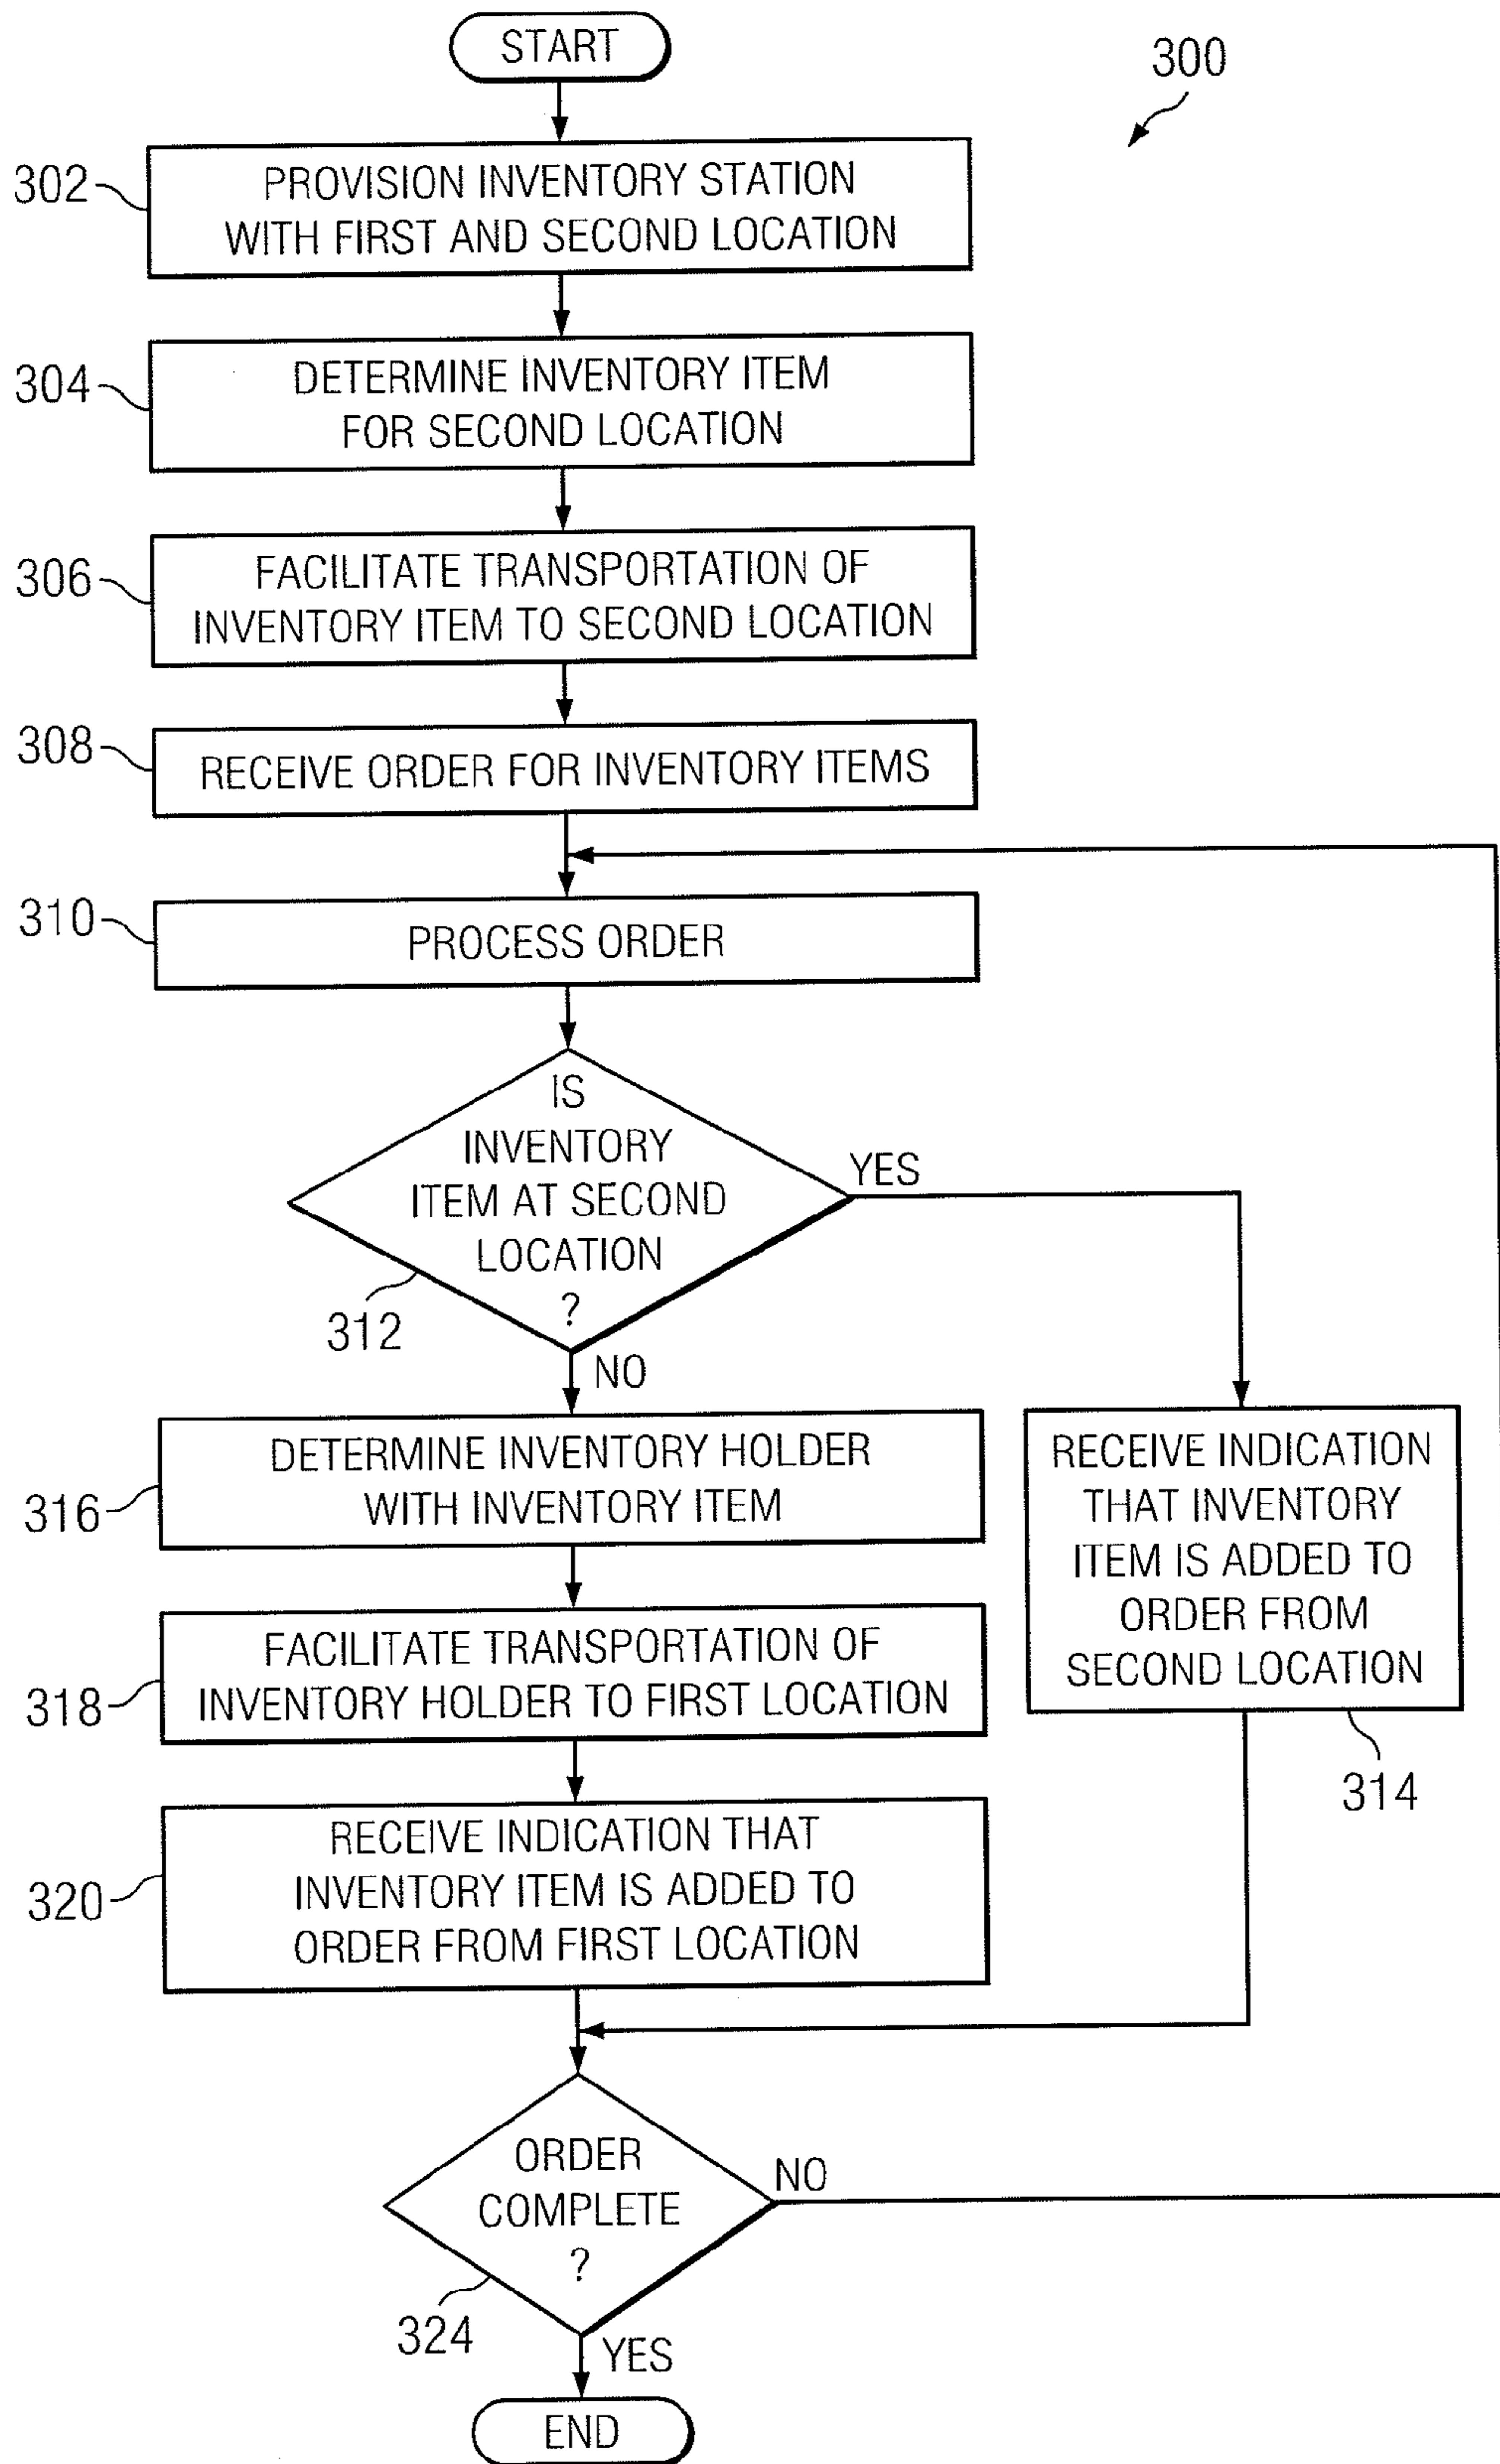 START
300
302
PROVISION INVENTORY STATION
WITH FIRST AND SECOND LOCATION
304
DETERMINE INVENTORY ITEM
FOR SECOND LOCATION
306
FACILITATE TRANSPORTATION OF
INVENTORY ITEM TO SECOND LOCATION
308
RECEIVE ORDER FOR INVENTORY ITEMS
310
PROCESS ORDER
IS
INVENTORY
ITEM AT SECOND
LOCATION
?
312
YES
NO
316
DETERMINE INVENTORY HOLDER
WITH INVENTORY ITEM
RECEIVE INDICATION
THAT INVENTORY
ITEM IS ADDED TO
ORDER FROM
SECOND LOCATION
314
318
FACILITATE TRANSPORTATION OF
INVENTORY HOLDER TO FIRST LOCATION
320
RECEIVE INDICATION THAT
INVENTORY ITEM IS ADDED TO
ORDER FROM FIRST LOCATION
ORDER
COMPLETE
?
324
NO
YES
END